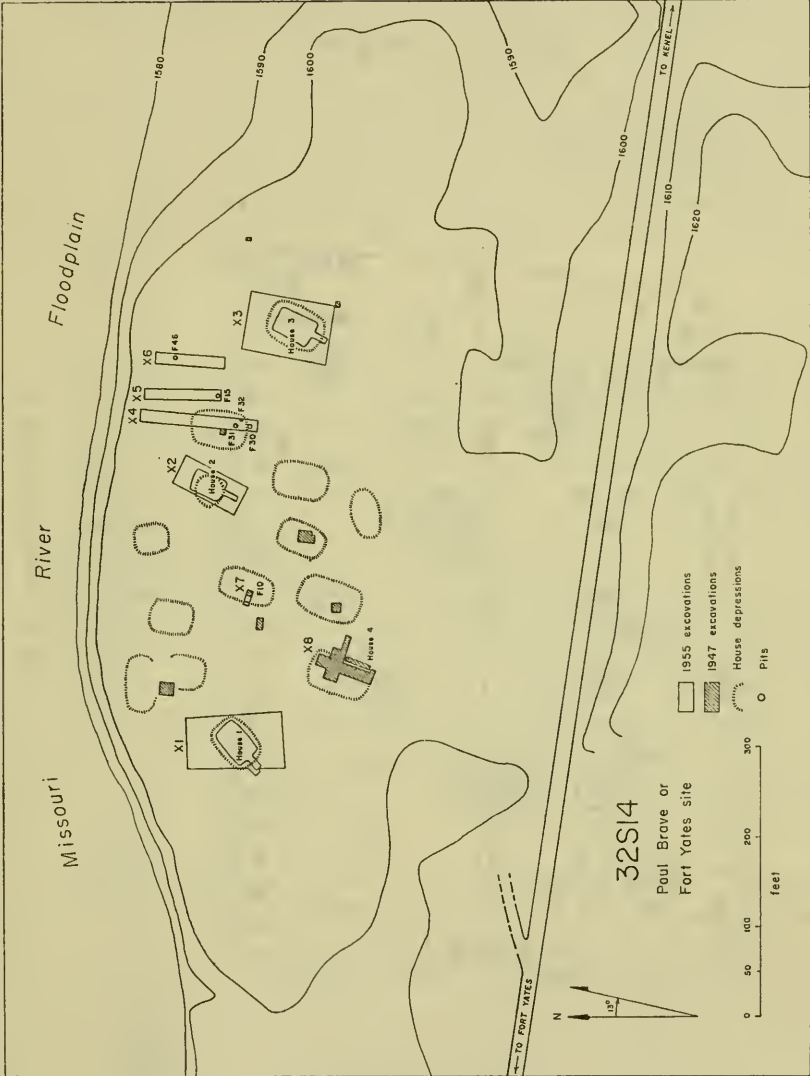 Missouri
River
Floodplain
1580
1590
1600
1590
1600
1610
1620
TO KENEL
TO FORT YATES
X1
House 1
X2
House 2
X3
House 3
X4
X5
X6
X7
X8
House 4
F10
F15
F30
F31
F32
F46
1955 excavations
1947 excavations
House depressions
Pits
32SI4
Paul Brave or
Fort Yates site
N
13°
0 50 100 200 300
feet